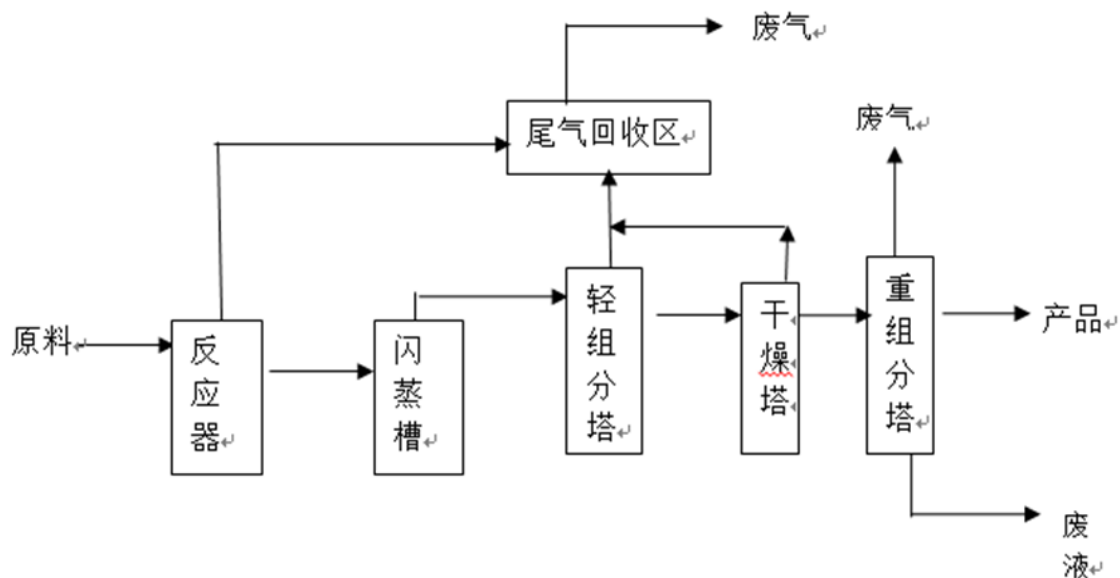 废气
尾气回收区
废气
原料
反应器
闪蒸槽
轻组分塔
干燥塔
重组分塔
产品
废液